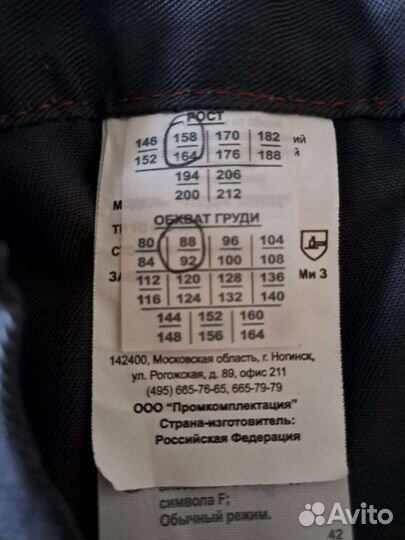 РОСТ
146 158 170 182 ий
152 164 176 188 й
194 206
200 212
ОБХВАТ ГРУДИ
80 88 96 104
84 92 100 108
ЗА 112 120 128 136 Ми З
116 124 132 140
144 152 160
148 156 164
142400, Московская область, г. Ногинск,
ул. Рогожская, д. 89, офис 211
(495) 665-76-65, 665-79-79
ООО "Промкомплектация"
Страна-изготовитель:
Российская Федерация
символа F;
Обычный режим.
42
Avito